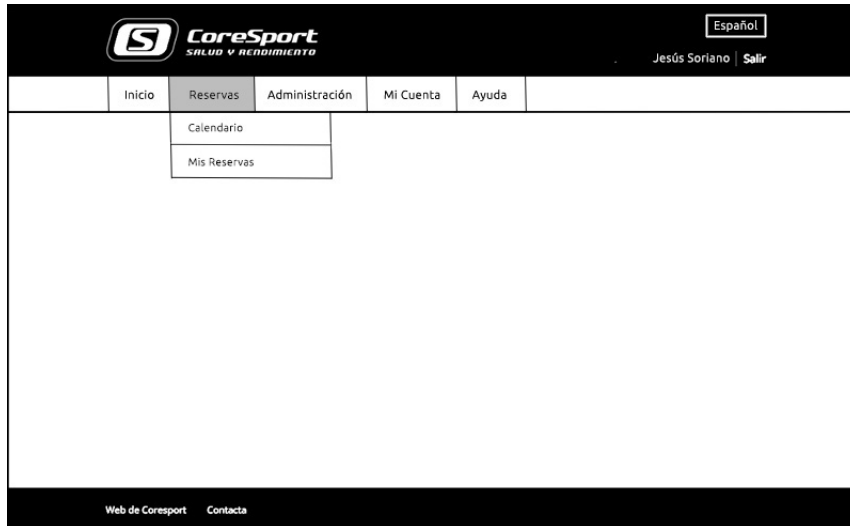 S CoreSport
SALUD Y RENDIMIENTO
Español
Jesús Soriano | Salir
Inicio Reservas Administración Mi Cuenta Ayuda
Calendario
Mis Reservas
Web de Coresport Contacta